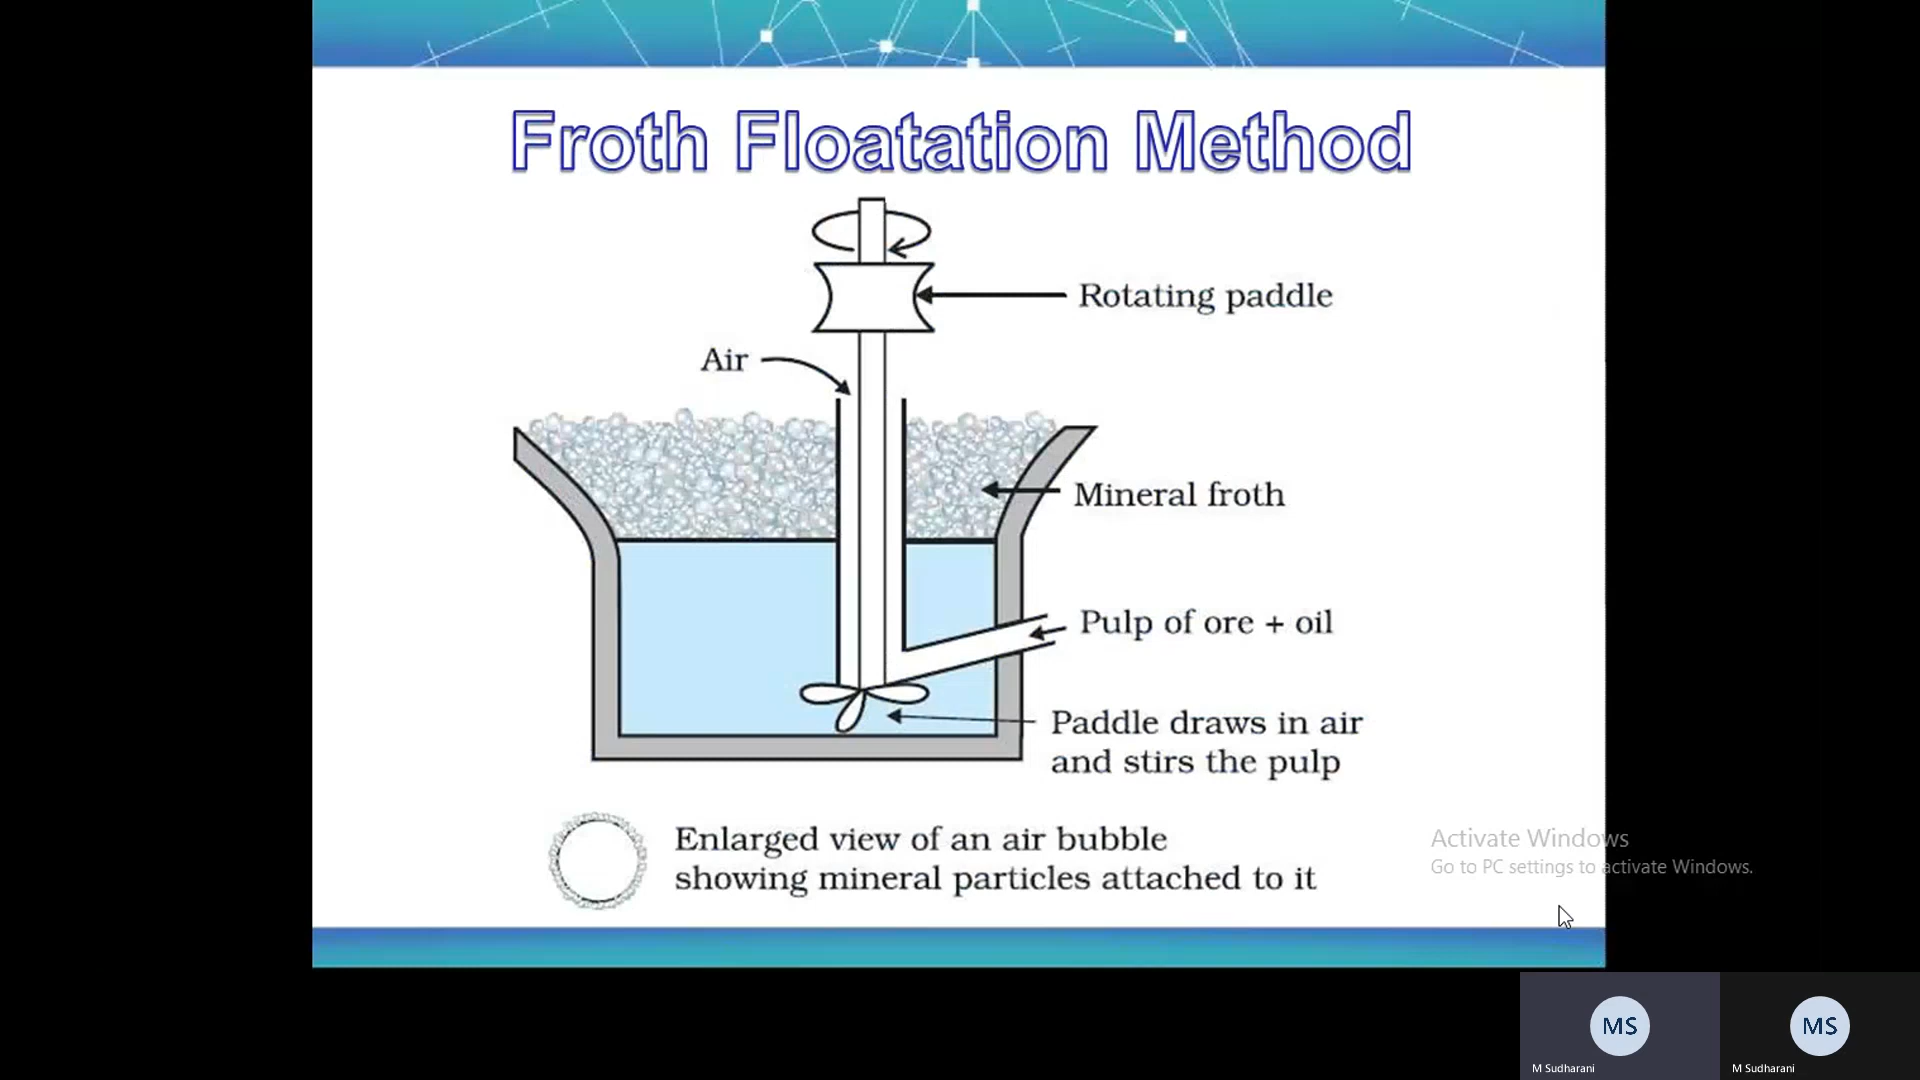 Froth Floatation Method
Rotating paddle
Air
Mineral froth
Pulp of ore + oil
Paddle draws in air
and stirs the pulp
Enlarged view of an air bubble
showing mineral particles attached to it
Activate Windows
Go to PC settings to activate Windows.
MS
M Sudharani
MS
M Sudharani